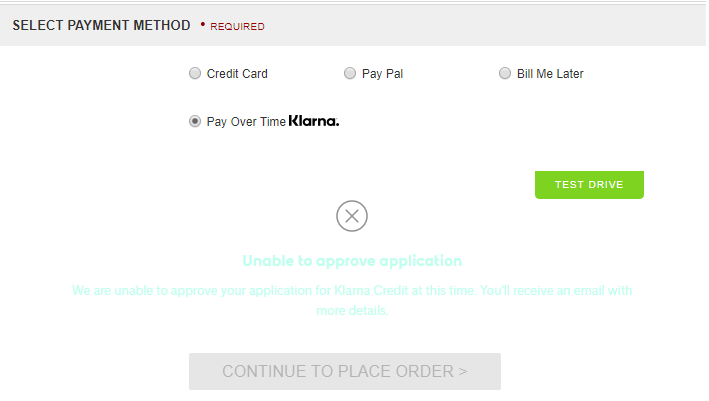 SELECT PAYMENT METHOD • REQUIRED
Credit Card Pay Pal Bill Me Later
Pay Over Time Klarna.
TEST DRIVE
Unable to approve application
We are unable to approve your application for Klarna Credit at this time. You'll receive an email with
more details.
CONTINUE TO PLACE ORDER >